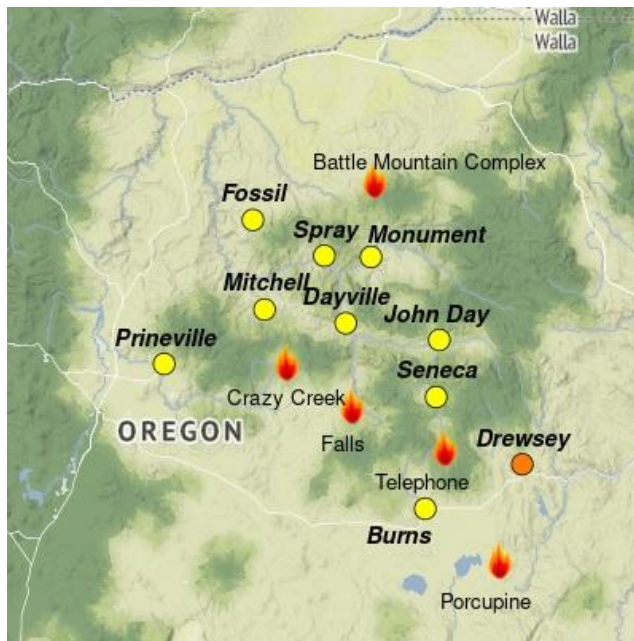 Walla
Walla
Battle Mountain Complex
Fossil
Spray
Monument
Mitchell
Dayville
John Day
Prineville
Seneca
Crazy Creek
OREGON
Falls
Drewsey
Telephone
Burns
Porcupine